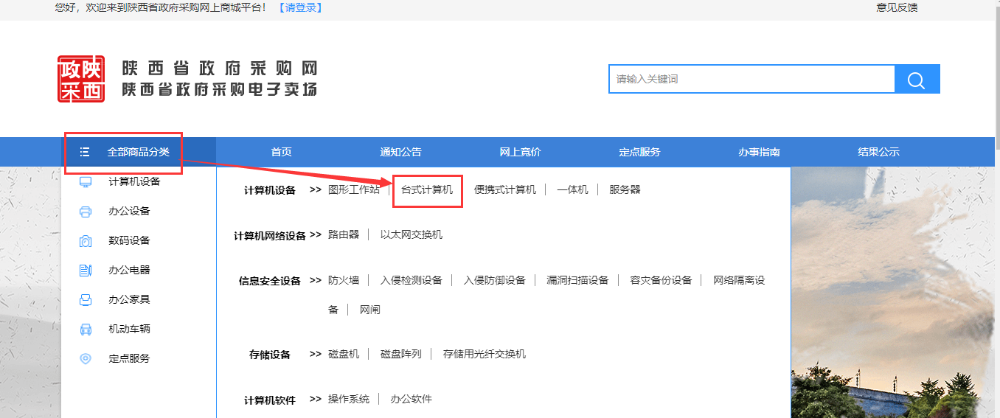 您好，欢迎来到陕西省政府采购网上商城平台！ 【请登录】 意见反馈
政陕
采西
陕西省政府采购网
陕西省政府采购电子卖场
请输入关键词
全部商品分类 首页 通知公告 网上竞价 定点服务 办事指南 结果公示
计算机设备
办公设备
数码设备
办公电器
办公家具
机动车辆
定点服务
计算机设备 >> 图形工作站 | 台式计算机 便携式计算机 | 一体机 | 服务器
计算机网络设备 >> 路由器 | 以太网交换机
信息安全设备 >> 防火墙 | 入侵检测设备 | 入侵防御设备 | 漏洞扫描设备 | 容灾备份设备 | 网络隔离设
备 | 网闸
存储设备 >> 磁盘机 | 磁盘阵列 | 存储用光纤交换机
计算机软件 >> 操作系统 | 办公软件